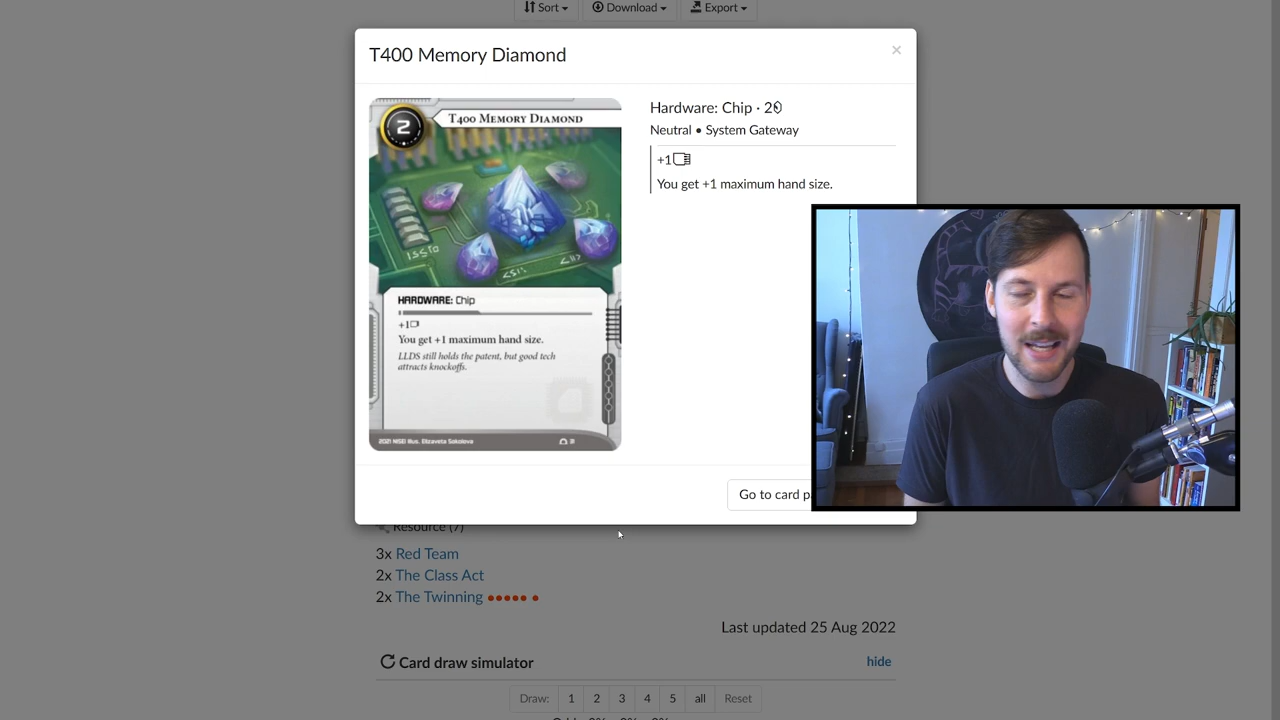 Sort
Download
Export
T400 Memory Diamond
×
2
T400 Memory Diamond
HARDWARE: Chip
+1
You get +1 maximum hand size.
LLDS still holds the patent, but good tech
attracts knockoffs.
2021 NISEI Illus. Elizaveta Sokolova
31
Hardware: Chip · 2
Neutral • System Gateway
+1
You get +1 maximum hand size.
Go to card p
Resource (7)
3x Red Team
2x The Class Act
2x The Twinning ●●●●● ●
Last updated 25 Aug 2022
Card draw simulator
hide
Draw: 1 2 3 4 5 all Reset